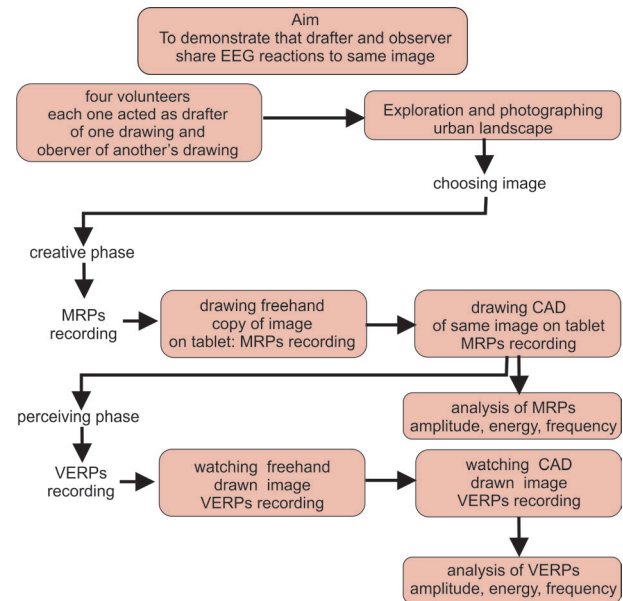 Aim
To demonstrate that drafter and observer
share EEG reactions to same image
four volunteers
each one acted as drafter
of one drawing and
oberver of another's drawing
Exploration and photographing
urban landscape
choosing image
creative phase
MRPs
recording
drawing freehand
copy of image
on tablet: MRPs recording
drawing CAD
of same image on tablet
MRPs recording
analysis of MRPs
amplitude, energy, frequency
perceiving phase
VERPs
recording
watching freehand
drawn image
VERPs recording
watching CAD
drawn image
VERPs recording
analysis of VERPs
amplitude, energy, frequency